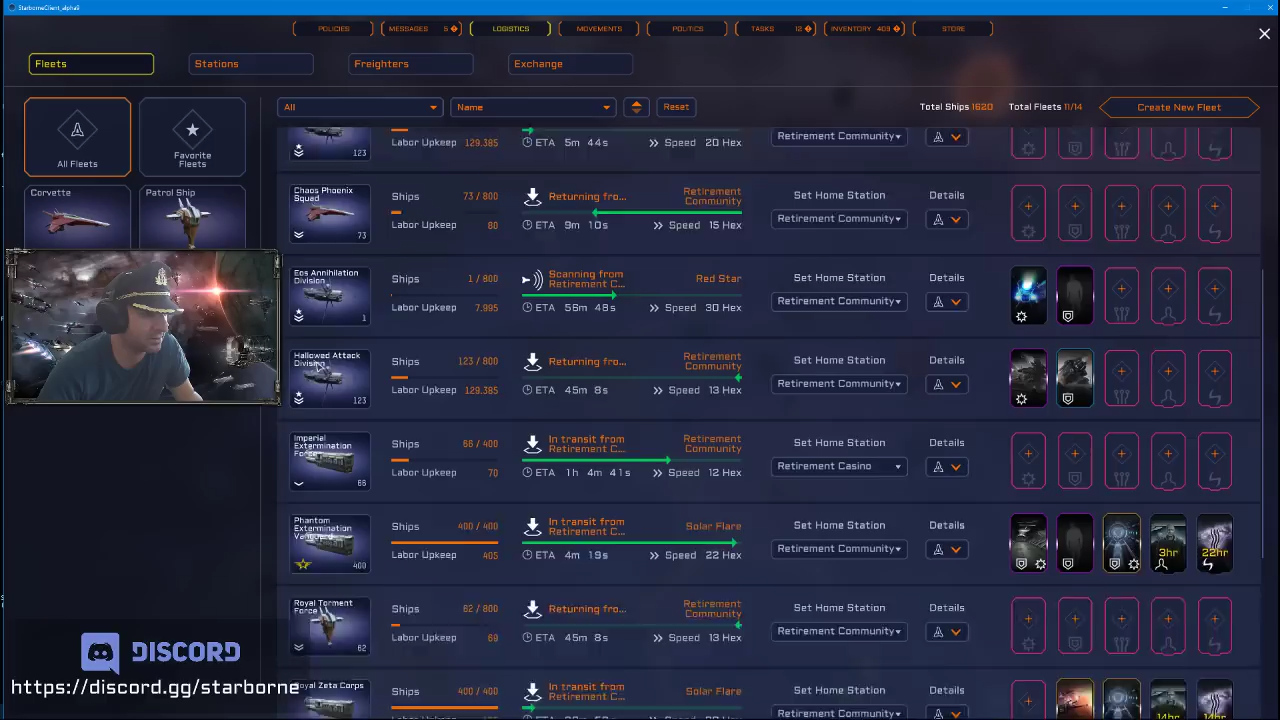 StarborneClient_alpha9
POLICIES
MESSAGES 5
LOGISTICS
MOVEMENTS
POLITICS
TASKS 12
INVENTORY 409
STORE
Fleets
Stations
Freighters
Exchange
All Fleets
Favorite
Fleets
Corvette
Patrol Ship
All
Name
Reset
Total Ships 1620
Total Fleets 11/14
Create New Fleet
123
Labor Upkeep 129.385
ETA 5m 44s
Speed 20 Hex
Retirement Community
Chaos Phoenix
Squad
73
Ships 73 / 800
Labor Upkeep 80
Returning fro...
Retirement
Community
ETA 9m 10s
Speed 15 Hex
Set Home Station
Retirement Community
Details
Eos Annihilation
Division
1
Ships 1 / 800
Labor Upkeep 7.995
Scanning from
Retirement C...
Red Star
ETA 56m 48s
Speed 30 Hex
Set Home Station
Retirement Community
Details
Hallowed Attack
Division
123
Ships 123 / 800
Labor Upkeep 129.385
Returning fro...
Retirement
Community
ETA 45m 8s
Speed 13 Hex
Set Home Station
Retirement Community
Details
Imperial
Extermination
Force
66
Ships 66 / 400
Labor Upkeep 70
In transit from
Retirement C...
Retirement
Community
ETA 1h 4m 41s
Speed 12 Hex
Set Home Station
Retirement Casino
Details
Phantom
Extermination
Vanguard
400
Ships 400 / 400
Labor Upkeep 405
In transit from
Retirement C...
Solar Flare
ETA 4m 19s
Speed 22 Hex
Set Home Station
Retirement Community
Details
3hr
22hr
Royal Torment
Force
62
Ships 62 / 800
Labor Upkeep 69
Returning fro...
Retirement
Community
ETA 45m 8s
Speed 13 Hex
Set Home Station
Retirement Community
Details
Royal Zeta Corps
Ships 400 / 400
In transit from
Retirement C...
Solar Flare
Set Home Station
Retirement Community
Details
14hr
14hr
DISCORD
https://discord.gg/starborne